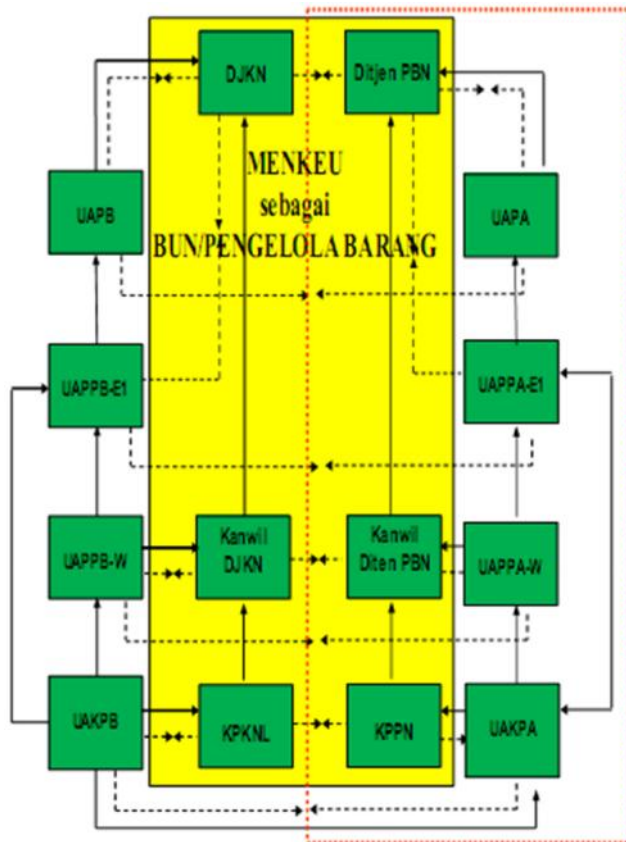 DJKN
Ditjen PBN
MENKEU
sebagai
BUN/PENGELOLA BARANG
UAPB
UAPA
UAPPB-E1
UAPPA-E1
UAPPB-W
Kanwil
DJKN
Kanwil
Diten PBN
UAPPA-W
UAKPB
KPKNL
KPPN
UAKPA